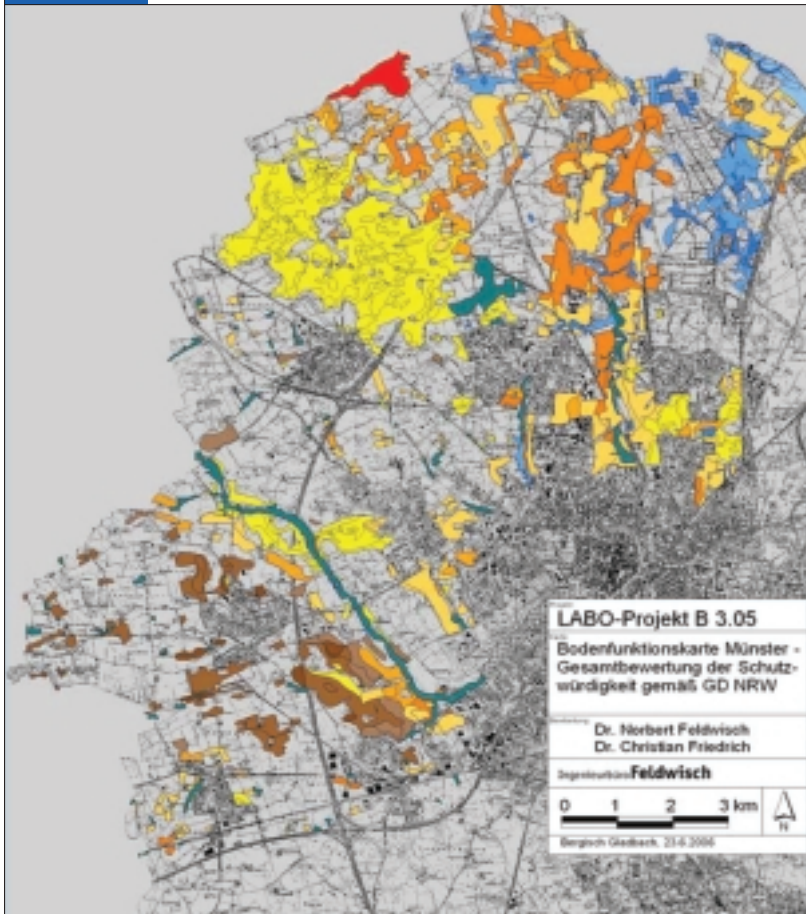 LABO-Projekt B 3.05
Bodenfunktionskarte Münster -
Gesamtbewertung der Schutz-
würdigkeit gemäß GD NRW
Dr. Norbert Feldwisch
Dr. Christian Friedrich
Ingenieurbüro Feldwisch
0 1 2 3 km
N
Bergisch Gladbach, 23.6.2006